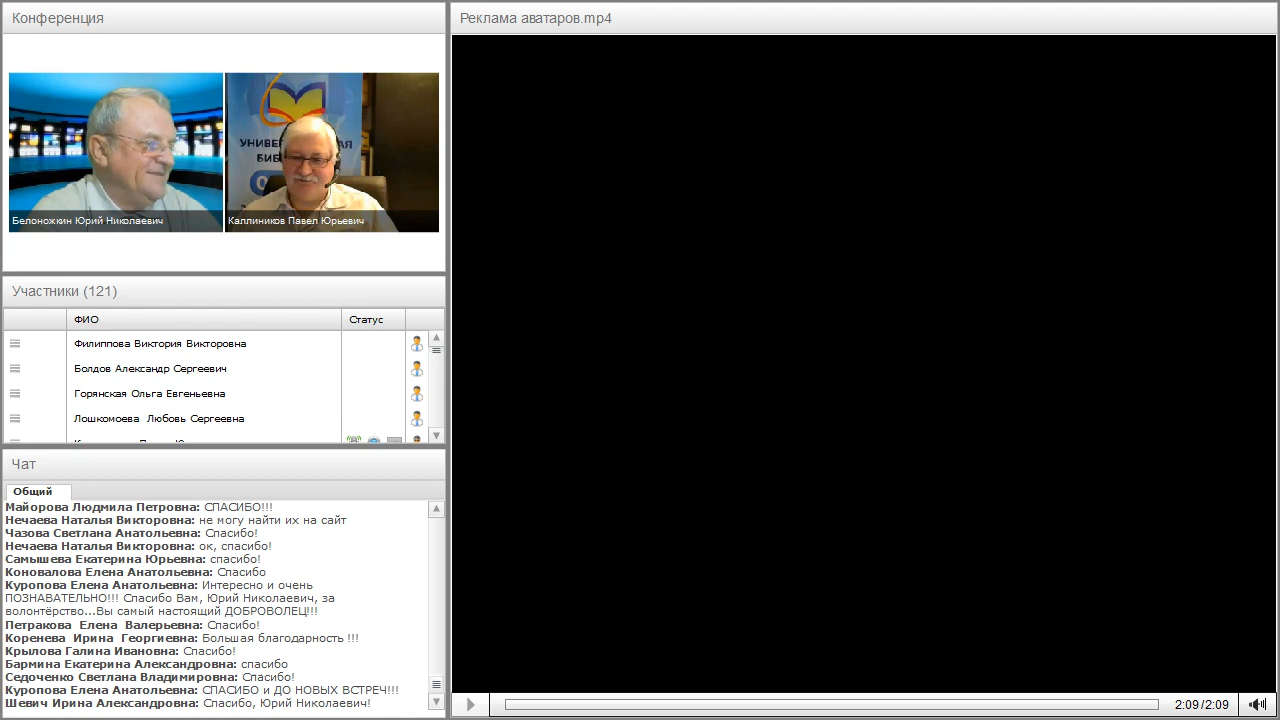 Конференция
Реклама аватаров.mp4
Белоножкин Юрий Николаевич
Каллиников Павел Юрьевич
Участники (121)
ФИО
Статус
Филиппова Виктория Викторовна
Болдов Александр Сергеевич
Горянская Ольга Евгеньевна
Лошкомоева Любовь Сергеевна
Чат
Общий
Майорова Людмила Петровна: СПАСИБО!!!
Нечаева Наталья Викторовна: не могу найти их на сайт
Чазова Светлана Анатольевна: Спасибо!
Нечаева Наталья Викторовна: ок, спасибо!
Самышева Екатерина Юрьевна: спасибо!
Коновалова Елена Анатольевна: Спасибо
Куропова Елена Анатольевна: Интересно и очень
ПОЗНАВАТЕЛЬНО!!! Спасибо Вам, Юрий Николаевич, за
волонтёрство...Вы самый настоящий ДОБРОВОЛЕЦ!!!
Петракова Елена Валерьевна: Спасибо!
Коренева Ирина Георгиевна: Большая благодарность !!!
Крылова Галина Ивановна: Спасибо!
Бармина Екатерина Александровна: спасибо
Седоченко Светлана Владимировна: Спасибо!
Куропова Елена Анатольевна: СПАСИБО и ДО НОВЫХ ВСТРЕЧ!!!
Шевич Ирина Александровна: Спасибо, Юрий Николаевич!
2:09/2:09